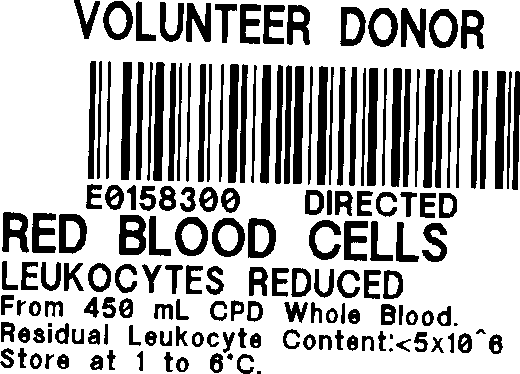 VOLUNTEER DONOR
E0158300 DIRECTED
RED BLOOD CELLS
LEUKOCYTES REDUCED
From 450 mL CPD Whole Blood.
Residual Leukocyte Content:<5x10^6
Store at 1 to 6°C.